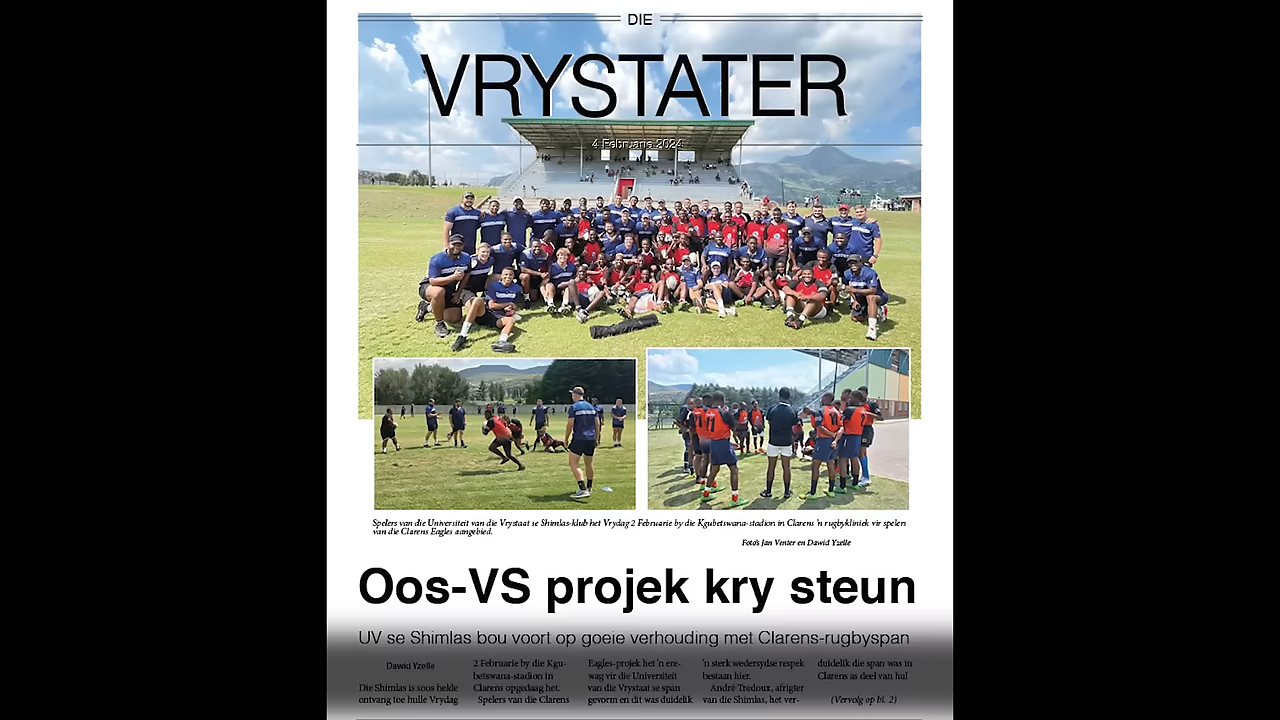 DIE
VRYSTATER
4 Februarie 2024
Spelers van die Universiteit van die Vrystaat se Shimlas-klub het Vrydag 2 Februarie by die Kgubetswana-stadion in Clarens 'n rugbykliniek vir spelers
van die Clarens Eagles aangebied.
Foto's Jan Venter en Dawid Yzelle
Oos-VS projek kry steun
UV se Shimlas bou voort op goeie verhouding met Clarens-rugbyspan
Dawid Yzelle
Die Shimlas is soos helde
ontvang toe hulle Vrydag
2 Februarie by die Kgu-
betswana-stadion in
Clarens opgedaag het.
Spelers van die Clarens
Eagles-projek het 'n ere-
wag vir die Universiteit
van die Vrystaat se span
gevorm en dit was duidelik
'n sterk wedersydse respek
bestaan hier.
André Tredoux, afrigter
van die Shimlas, het ver-
duidelik die span was in
Clarens as deel van hul
(Vervolg op bl. 2)